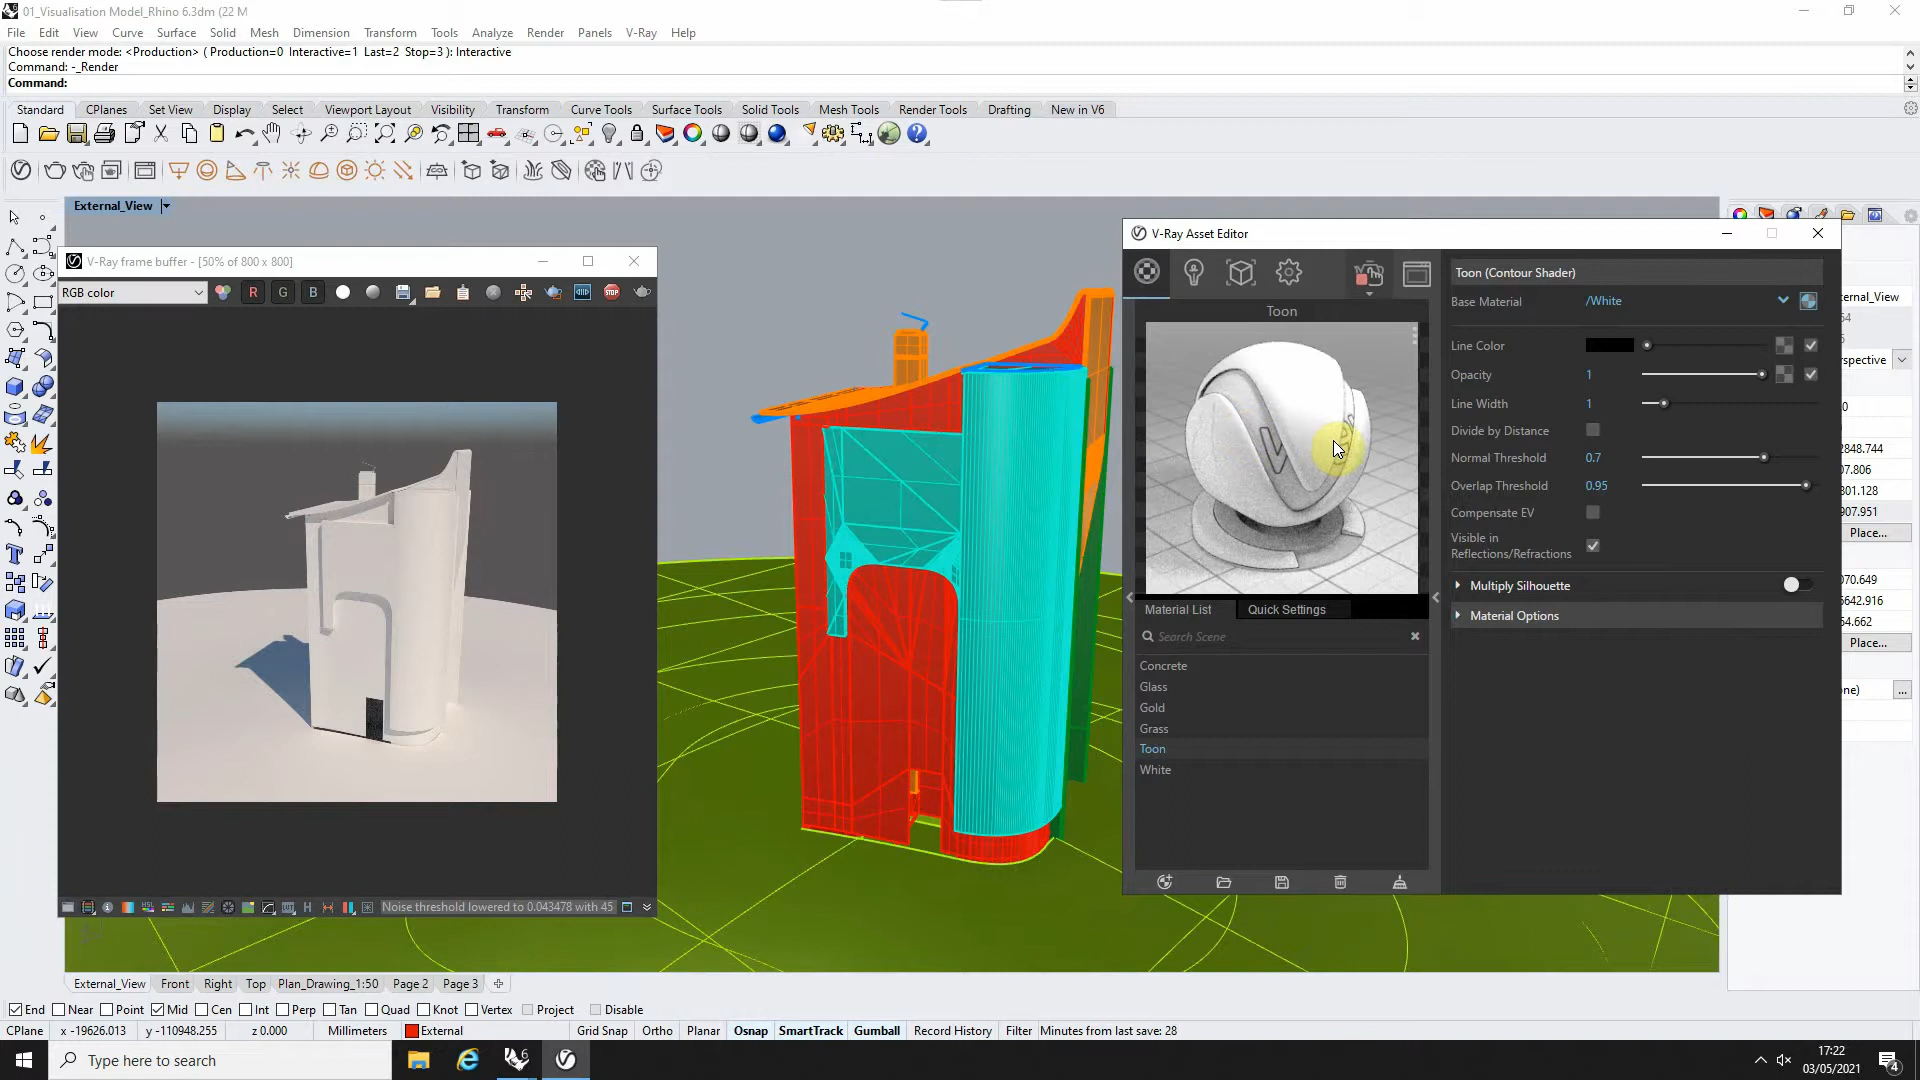 01_Visualisation Model_Rhino 6.3dm (22 M
File Edit View Curve Surface Solid Mesh Dimension Transform Tools Analyze Render Panels V-Ray Help
Choose render mode: <Production> ( Production=0 Interactive=1 Last=2 Stop=3 ): Interactive
Command: -_Render
Command:
Standard CPlanes Set View Display Select Viewport Layout Visibility Transform Curve Tools Surface Tools Solid Tools Mesh Tools Render Tools Drafting New in V6
External_View
V-Ray frame buffer - [50% of 800 x 800]
RGB color
R G B
STOP
Noise threshold lowered to 0.043478 with 45
V-Ray Asset Editor
Toon
Material List Quick Settings
Search Scene
Concrete
Glass
Gold
Grass
Toon
White
Toon (Contour Shader)
Base Material /White
Line Color
Opacity 1
Line Width 1
Divide by Distance
Normal Threshold 0.7
Overlap Threshold 0.95
Compensate EV
Visible in
Reflections/Refractions
Multiply Silhouette
Material Options
ernal_View
54
rspective
0
2848.744
07.806
801.128
907.951
Place...
070.649
6642.916
54.662
Place...
ne) ...
External_View Front Right Top Plan_Drawing_1:50 Page 2 Page 3
End Near Point Mid Cen Int Perp Tan Quad Knot Vertex Project Disable
CPlane x -19626.013 y -110948.255 z 0.000 Millimeters External Grid Snap Ortho Planar Osnap SmartTrack Gumball Record History Filter Minutes from last save: 28
Type here to search
17:22
03/05/2021
4